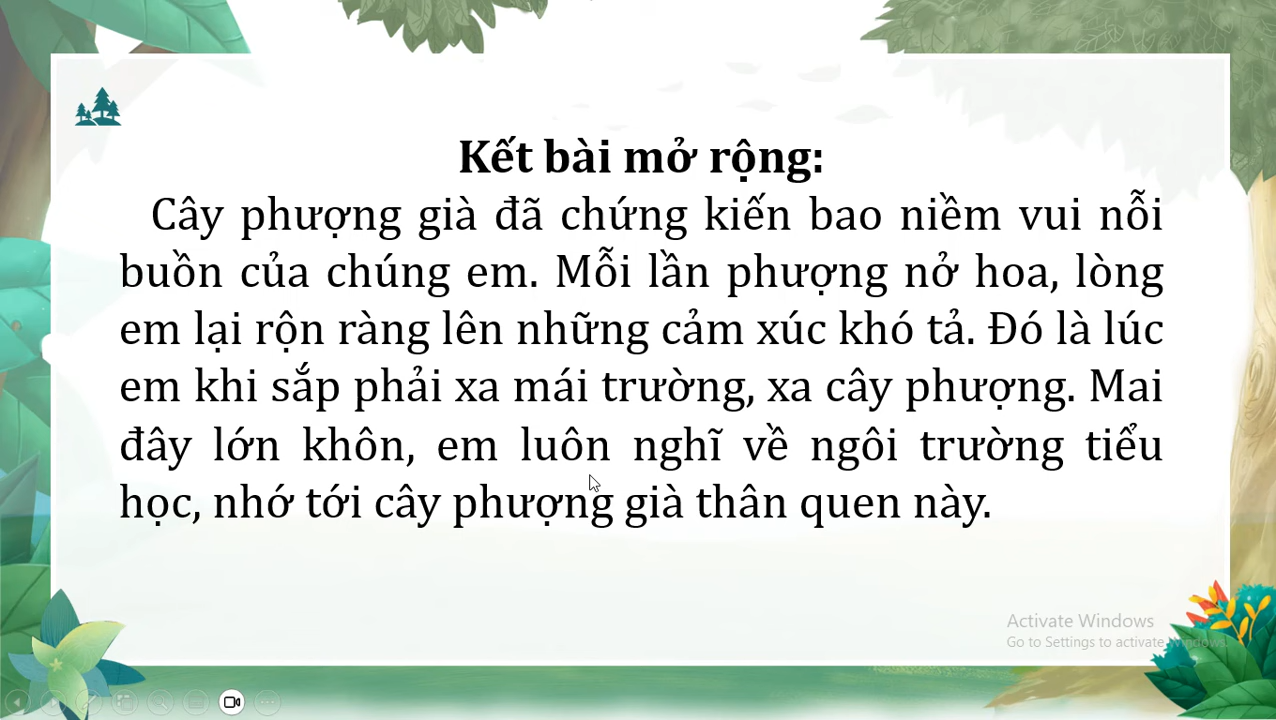 Kết bài mở rộng:
Cây phượng già đã chứng kiến bao niềm vui nỗi
buồn của chúng em. Mỗi lần phượng nở hoa, lòng
em lại rộn ràng lên những cảm xúc khó tả. Đó là lúc
em khi sắp phải xa mái trường, xa cây phượng. Mai
đây lớn khôn, em luôn nghĩ về ngôi trường tiểu
học, nhớ tới cây phượng già thân quen này.
Activate Windows
Go to Settings to activate Windows.